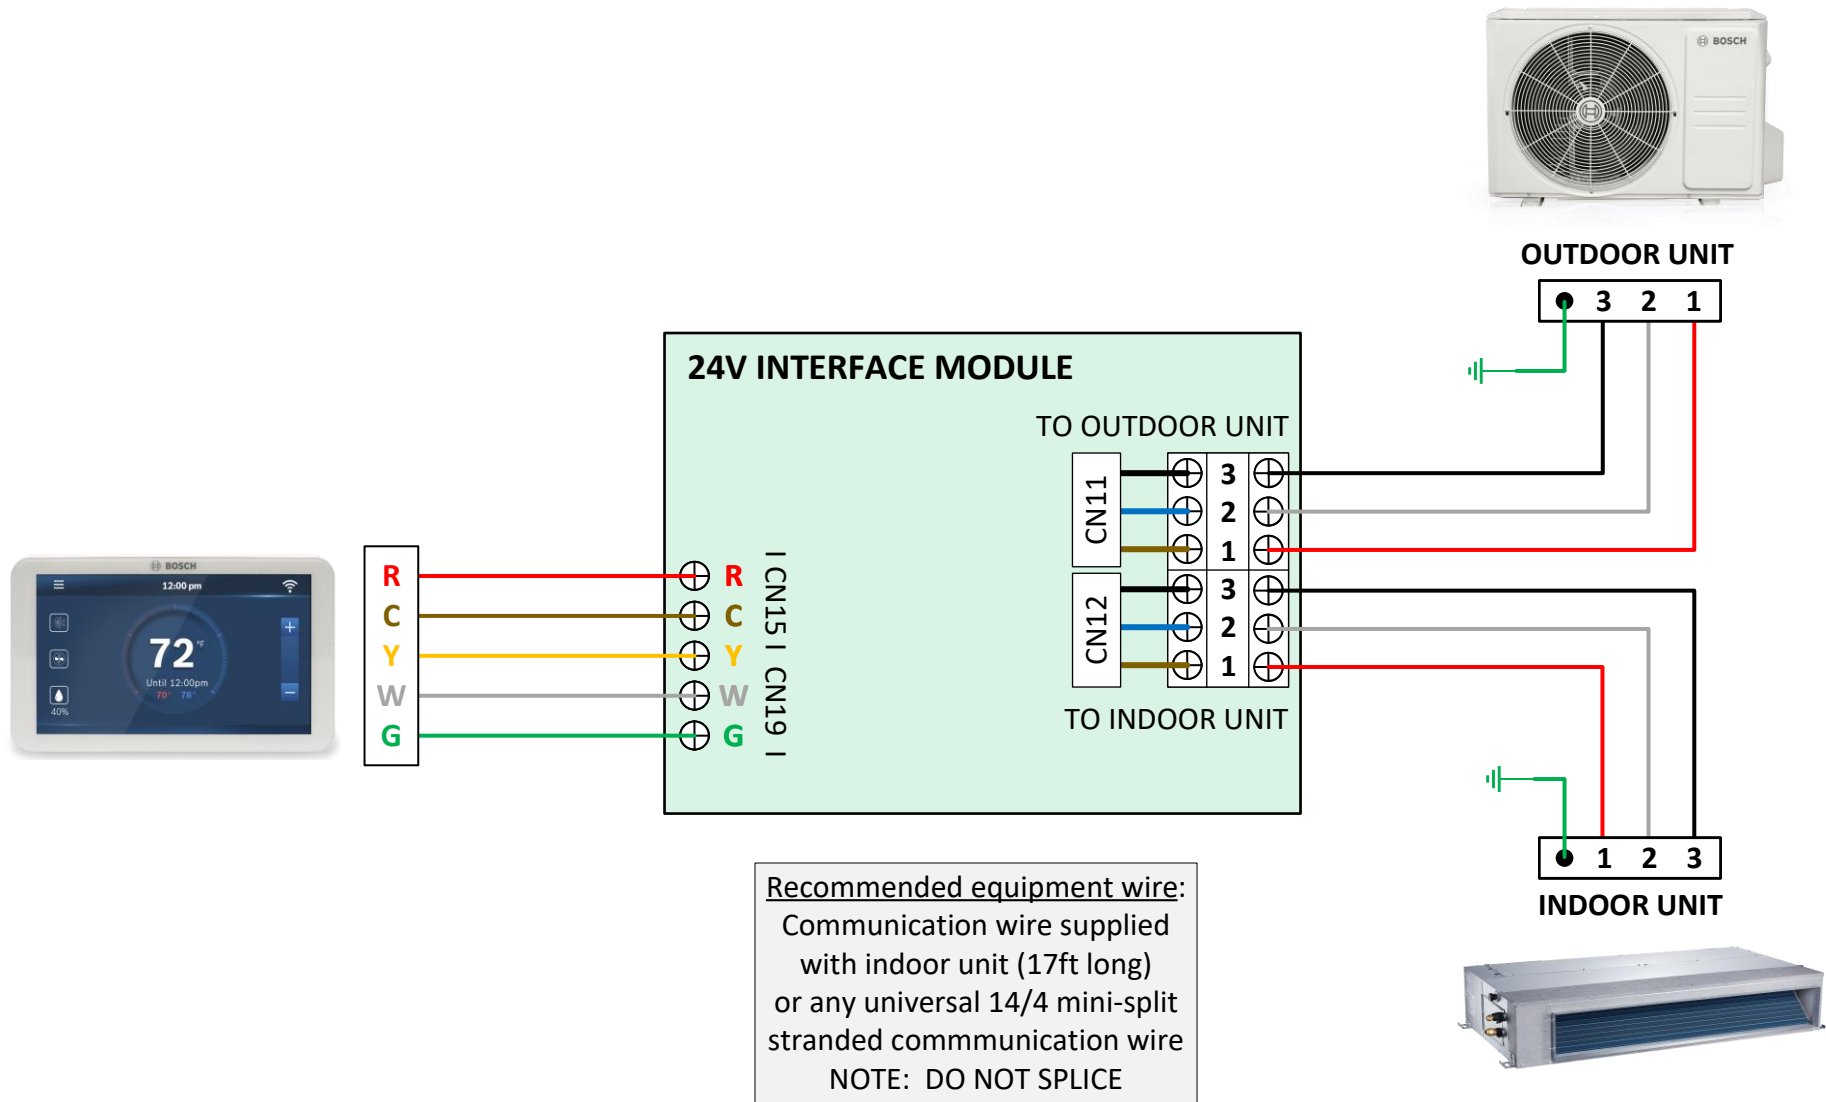 BOSCH
OUTDOOR UNIT
3 2 1
24V INTERFACE MODULE
TO OUTDOOR UNIT
CN11
3
2
1
CN12
3
2
1
TO INDOOR UNIT
BOSCH
12:00 pm
72°F
Until 12:00pm
70° 78°
+
−
40%
R
C
Y
W
G
R
C
Y
W
G
I CN15 I CN19 I
1 2 3
INDOOR UNIT
Recommended equipment wire:
Communication wire supplied
with indoor unit (17ft long)
or any universal 14/4 mini-split
stranded commmunication wire
NOTE: DO NOT SPLICE